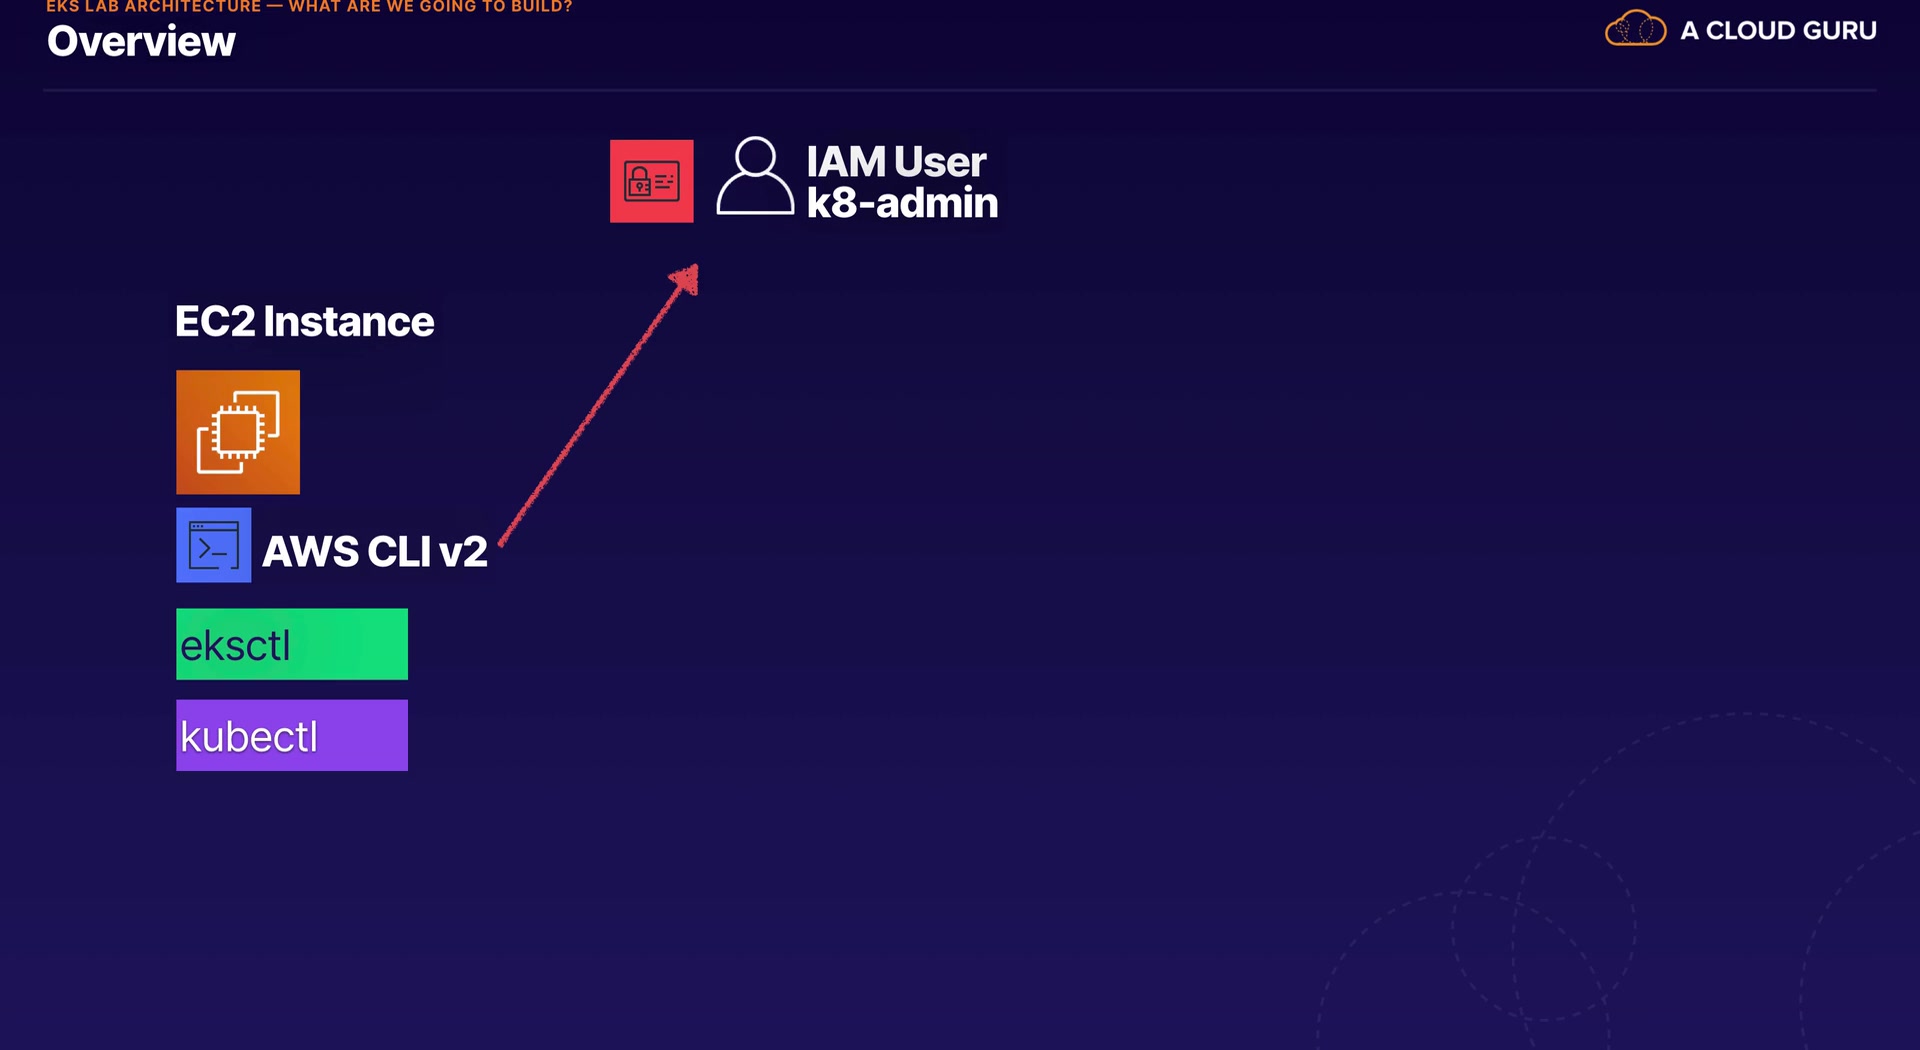 EKS LAB ARCHITECTURE — WHAT ARE WE GOING TO BUILD?
Overview
A CLOUD GURU
IAM User
k8-admin
EC2 Instance
AWS CLI v2
eksctl
kubectl